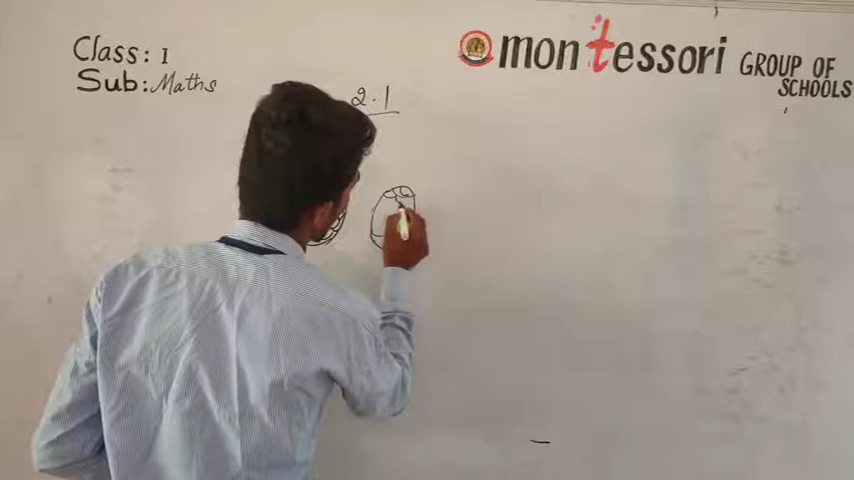 Class: I
Sub: Maths
montessori GROUP OF
SCHOOLS
2.1